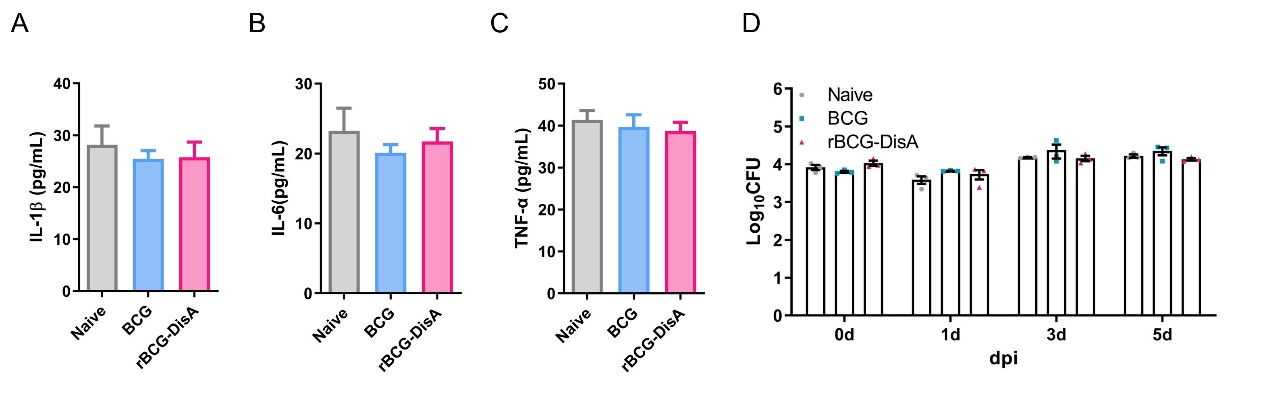 A
B
C
D
IL-1β (pg/mL)
40
30
20
10
0
Naive
BCG
rBCG-DisA
IL-6(pg/mL)
30
20
10
0
Naive
BCG
rBCG-DisA
TNF-α (pg/mL)
50
40
30
20
10
0
Naive
BCG
rBCG-DisA
Log10CFU
6
5
4
3
2
1
0
Naive
BCG
rBCG-DisA
0d
1d
3d
5d
dpi